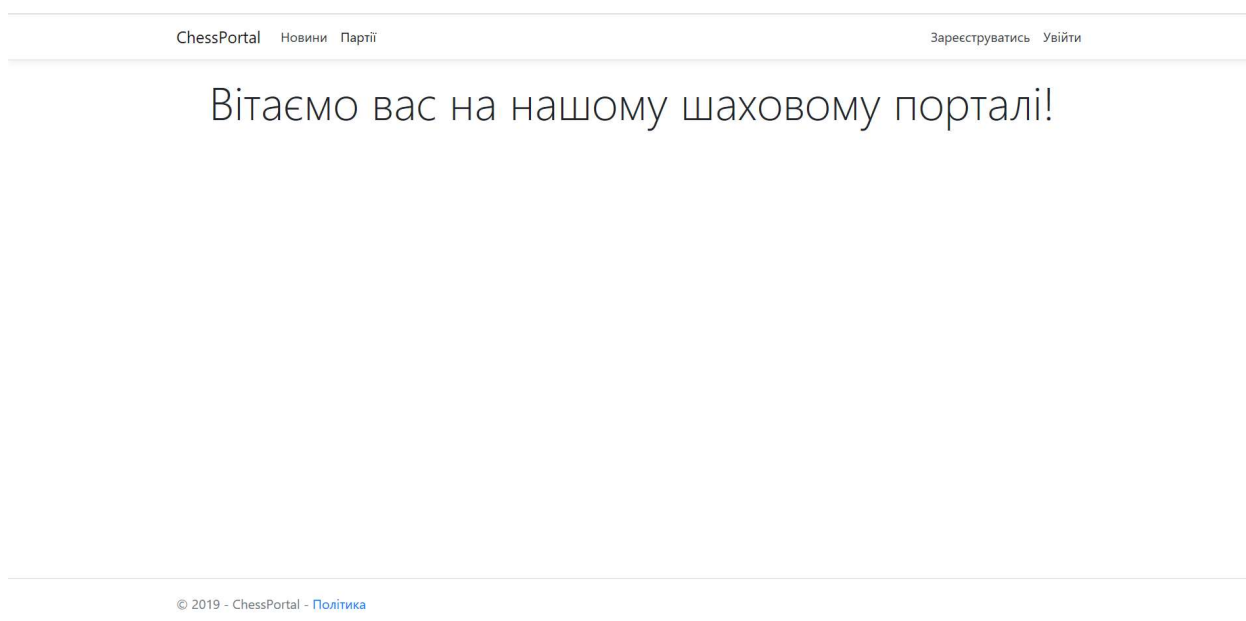 ChessPortal Новини Партії Зареєструватись Увійти
Вітаємо вас на нашому шаховому порталі!
© 2019 - ChessPortal - Політика